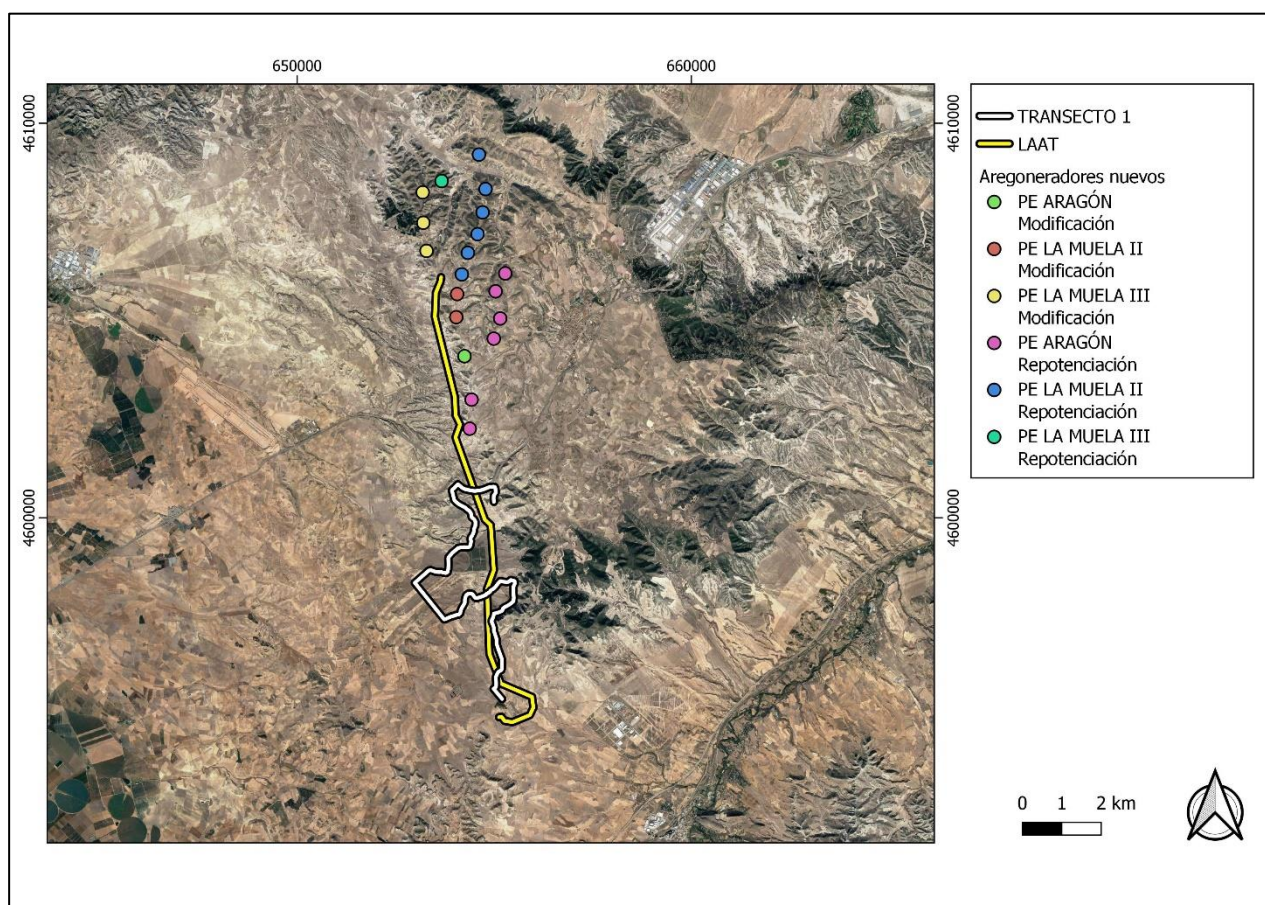 650000
660000
4610000
4610000
4600000
4600000
TRANSECTO 1
LAAT
Aregoneradores nuevos
PE ARAGÓN
Modificación
PE LA MUELA II
Modificación
PE LA MUELA III
Modificación
PE ARAGÓN
Repotenciación
PE LA MUELA II
Repotenciación
PE LA MUELA III
Repotenciación
0 1 2 km